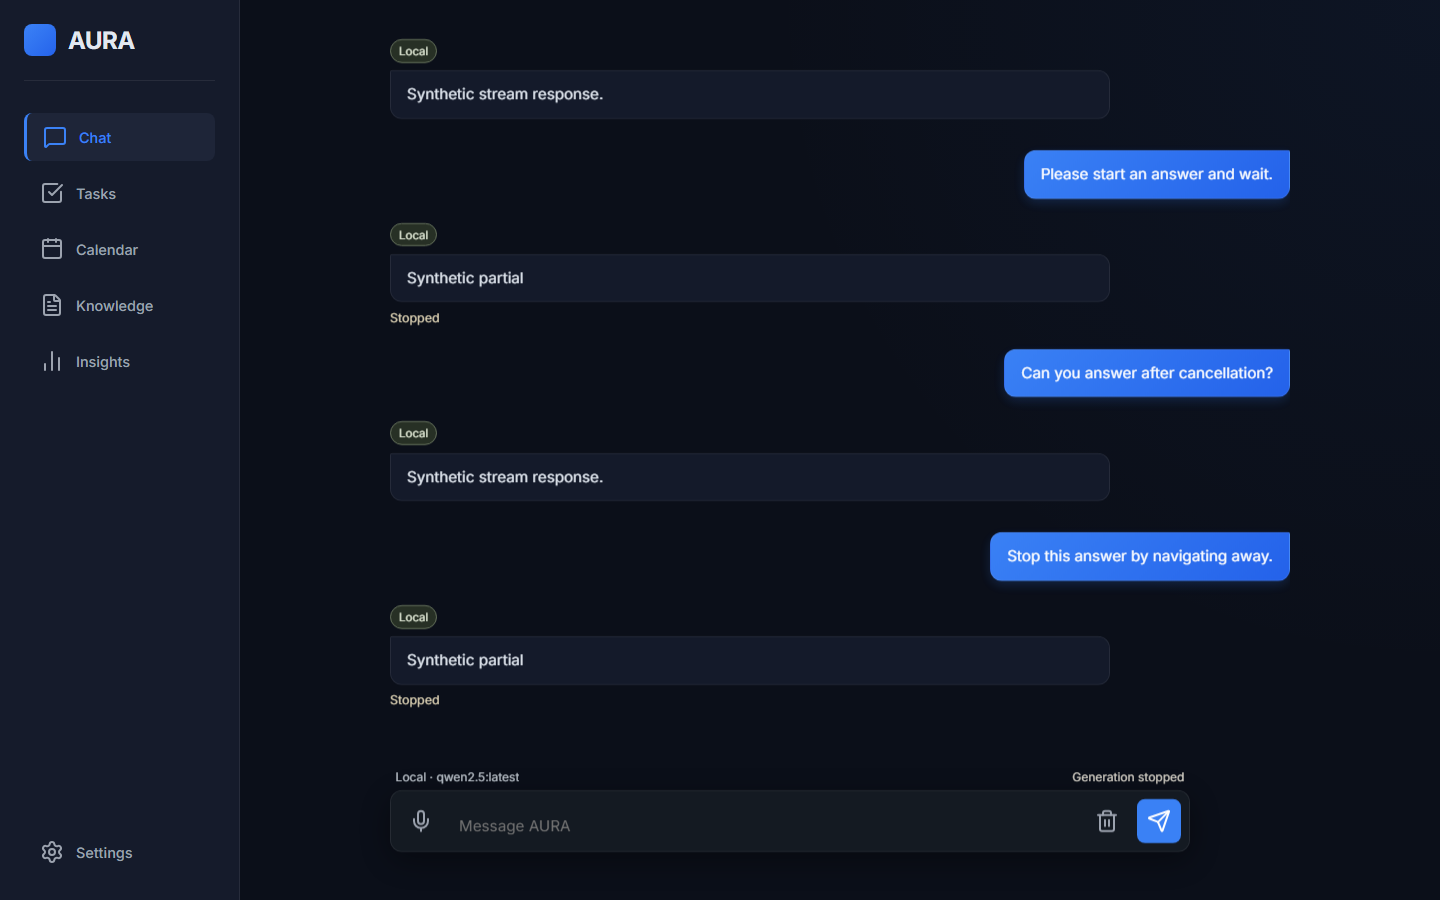 AURA
Chat
Tasks
Calendar
Knowledge
Insights
Settings
Local
Synthetic stream response.
Please start an answer and wait.
Local
Synthetic partial
Stopped
Can you answer after cancellation?
Local
Synthetic stream response.
Stop this answer by navigating away.
Local
Synthetic partial
Stopped
Local · qwen2.5:latest
Generation stopped
Message AURA